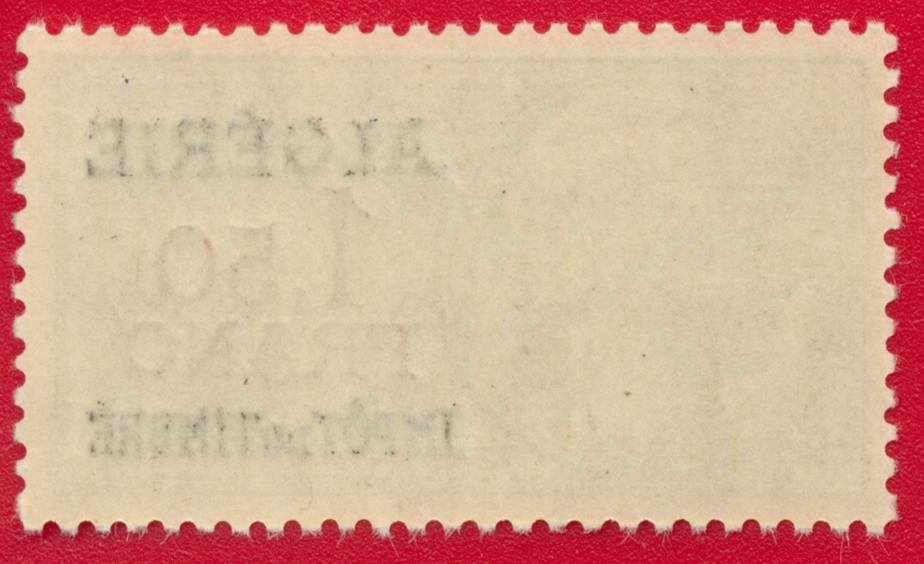 ALGÉRIE
1.50
FRANC
IMPÔT DU TIMBRE